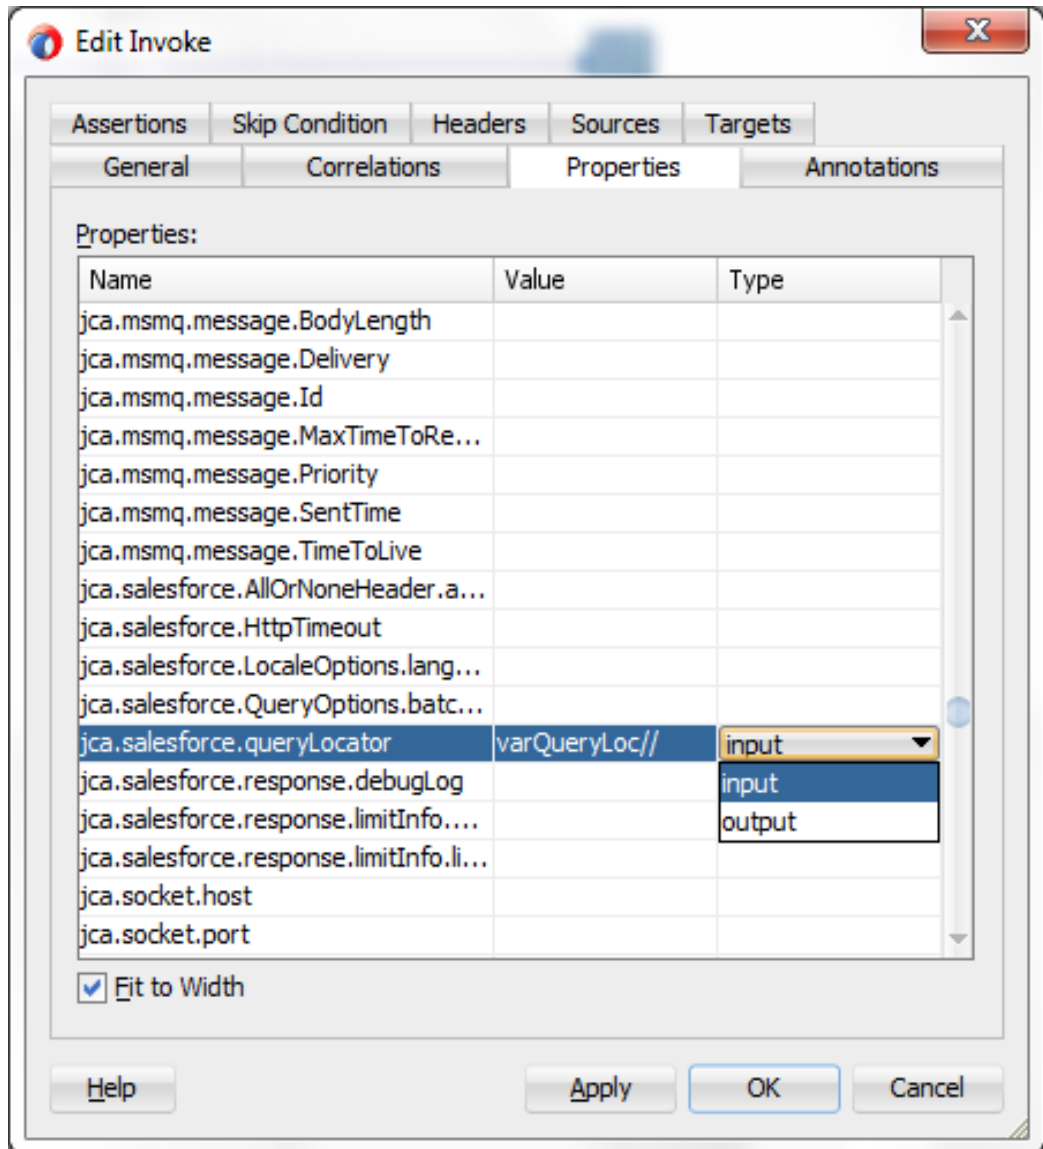 Edit Invoke
Assertions Skip Condition Headers Sources Targets
General Correlations Properties Annotations
Properties:
Name Value Type
jca.msmq.message.BodyLength
jca.msmq.message.Delivery
jca.msmq.message.Id
jca.msmq.message.MaxTimeToRe...
jca.msmq.message.Priority
jca.msmq.message.SentTime
jca.msmq.message.TimeToLive
jca.salesforce.AllOrNoneHeader.a...
jca.salesforce.HttpTimeout
jca.salesforce.LocaleOptions.lang...
jca.salesforce.QueryOptions.batc...
jca.salesforce.queryLocator varQueryLoc// input
jca.salesforce.response.debugLog input
jca.salesforce.response.limitInfo.... output
jca.salesforce.response.limitInfo.li...
jca.socket.host
jca.socket.port
Fit to Width
Help Apply OK Cancel